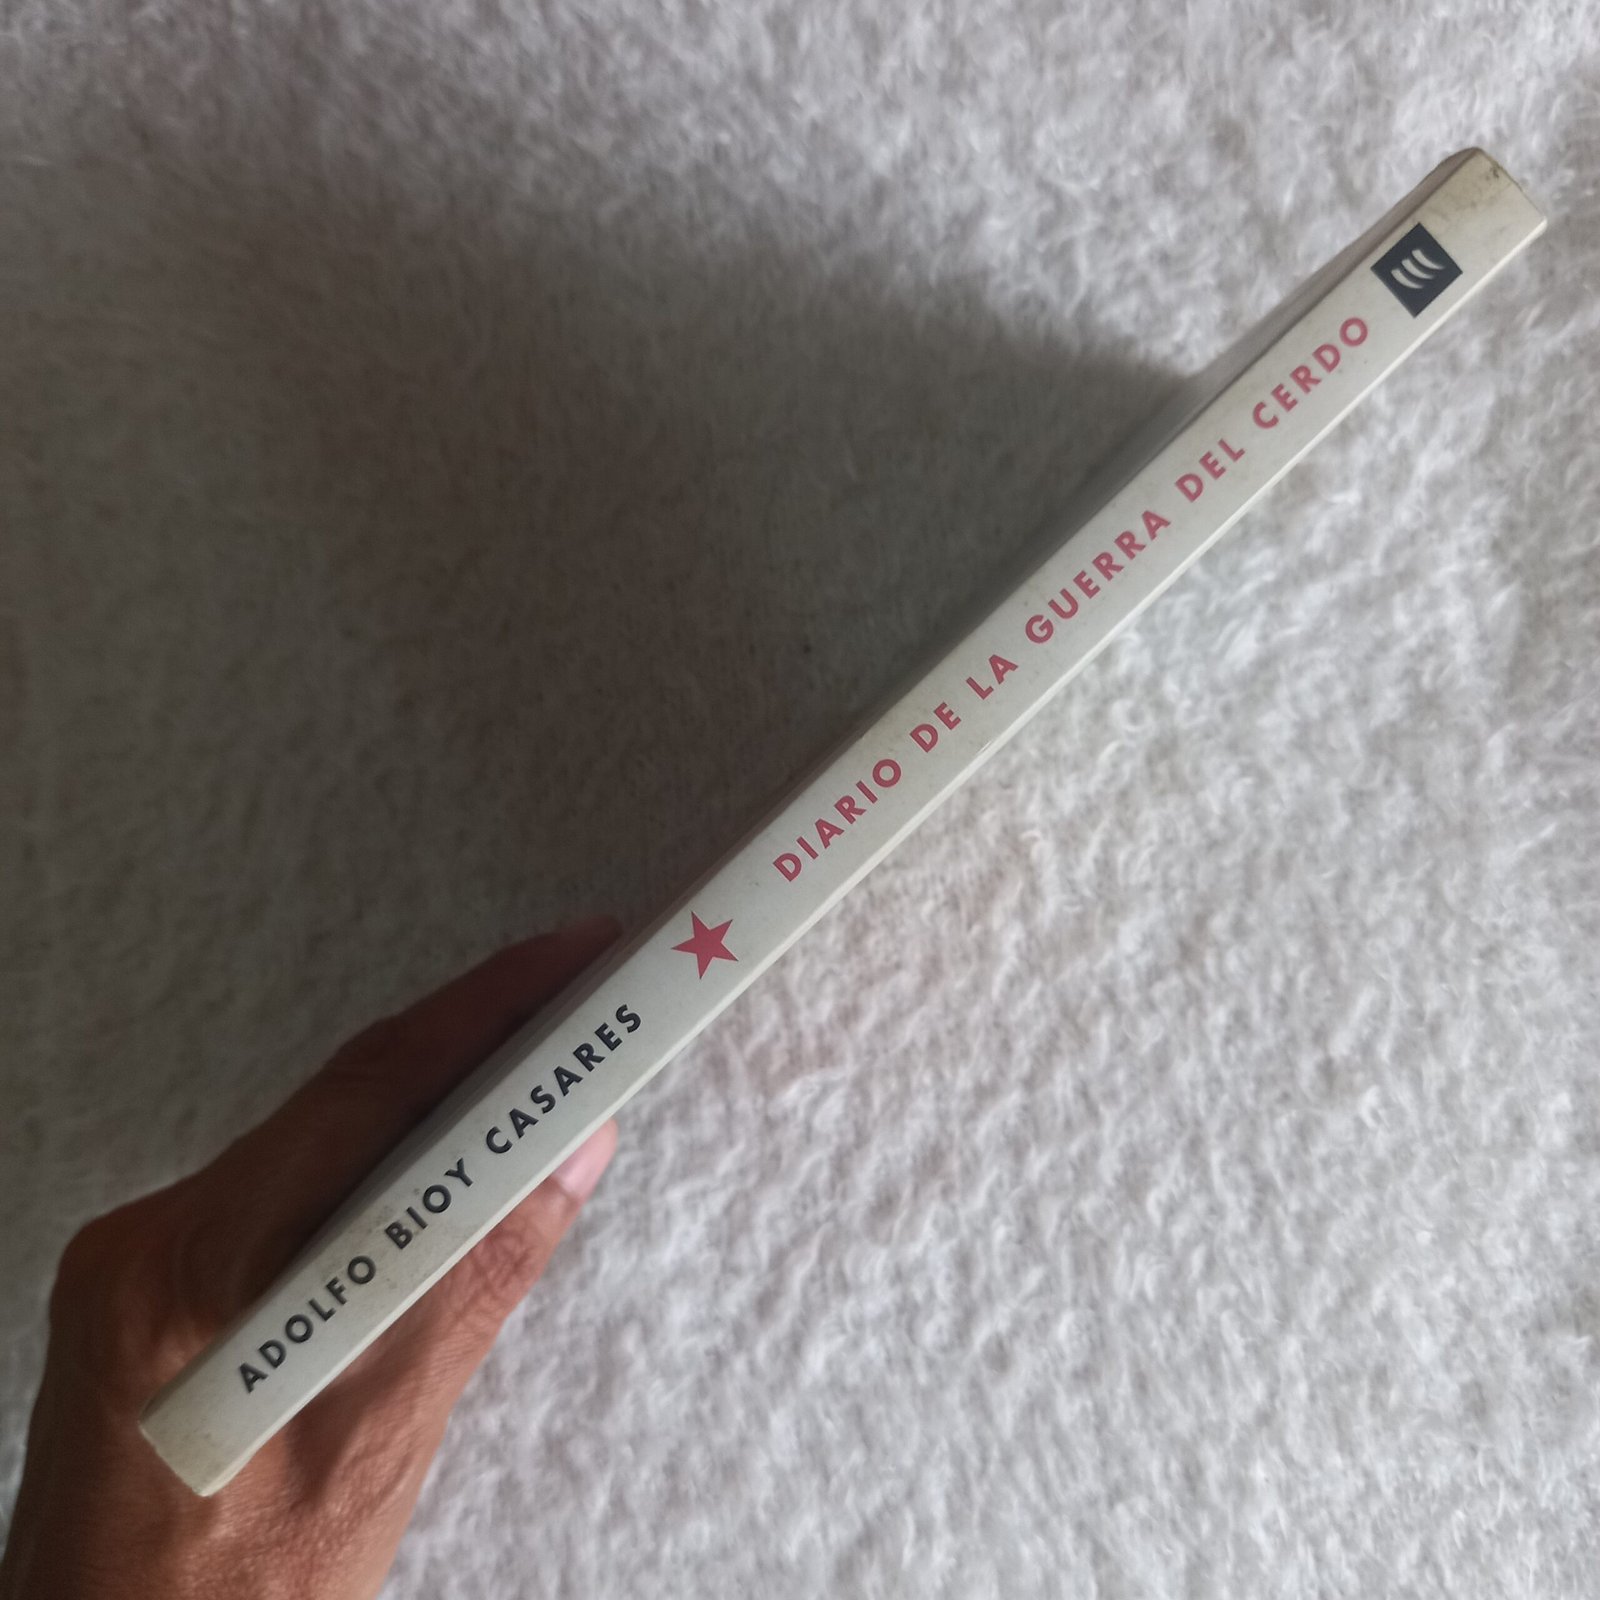 ADOLFO BIOY CASARES ★ DIARIO DE LA GUERRA DEL CERDO